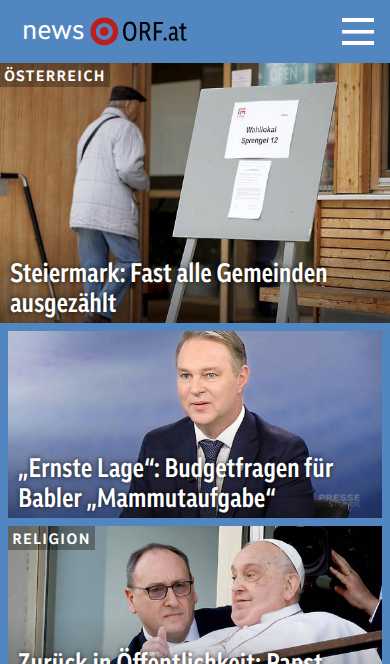 news ORF.at
ÖSTERREICH
OPEN
Wahllokal
Sprengel 12
Steiermark: Fast alle Gemeinden
ausgezählt
„Ernste Lage“: Budgetfragen für
Babler „Mammutaufgabe“
PRESSE
RELIGION
Zurück in Öffentlichkeit: Papst